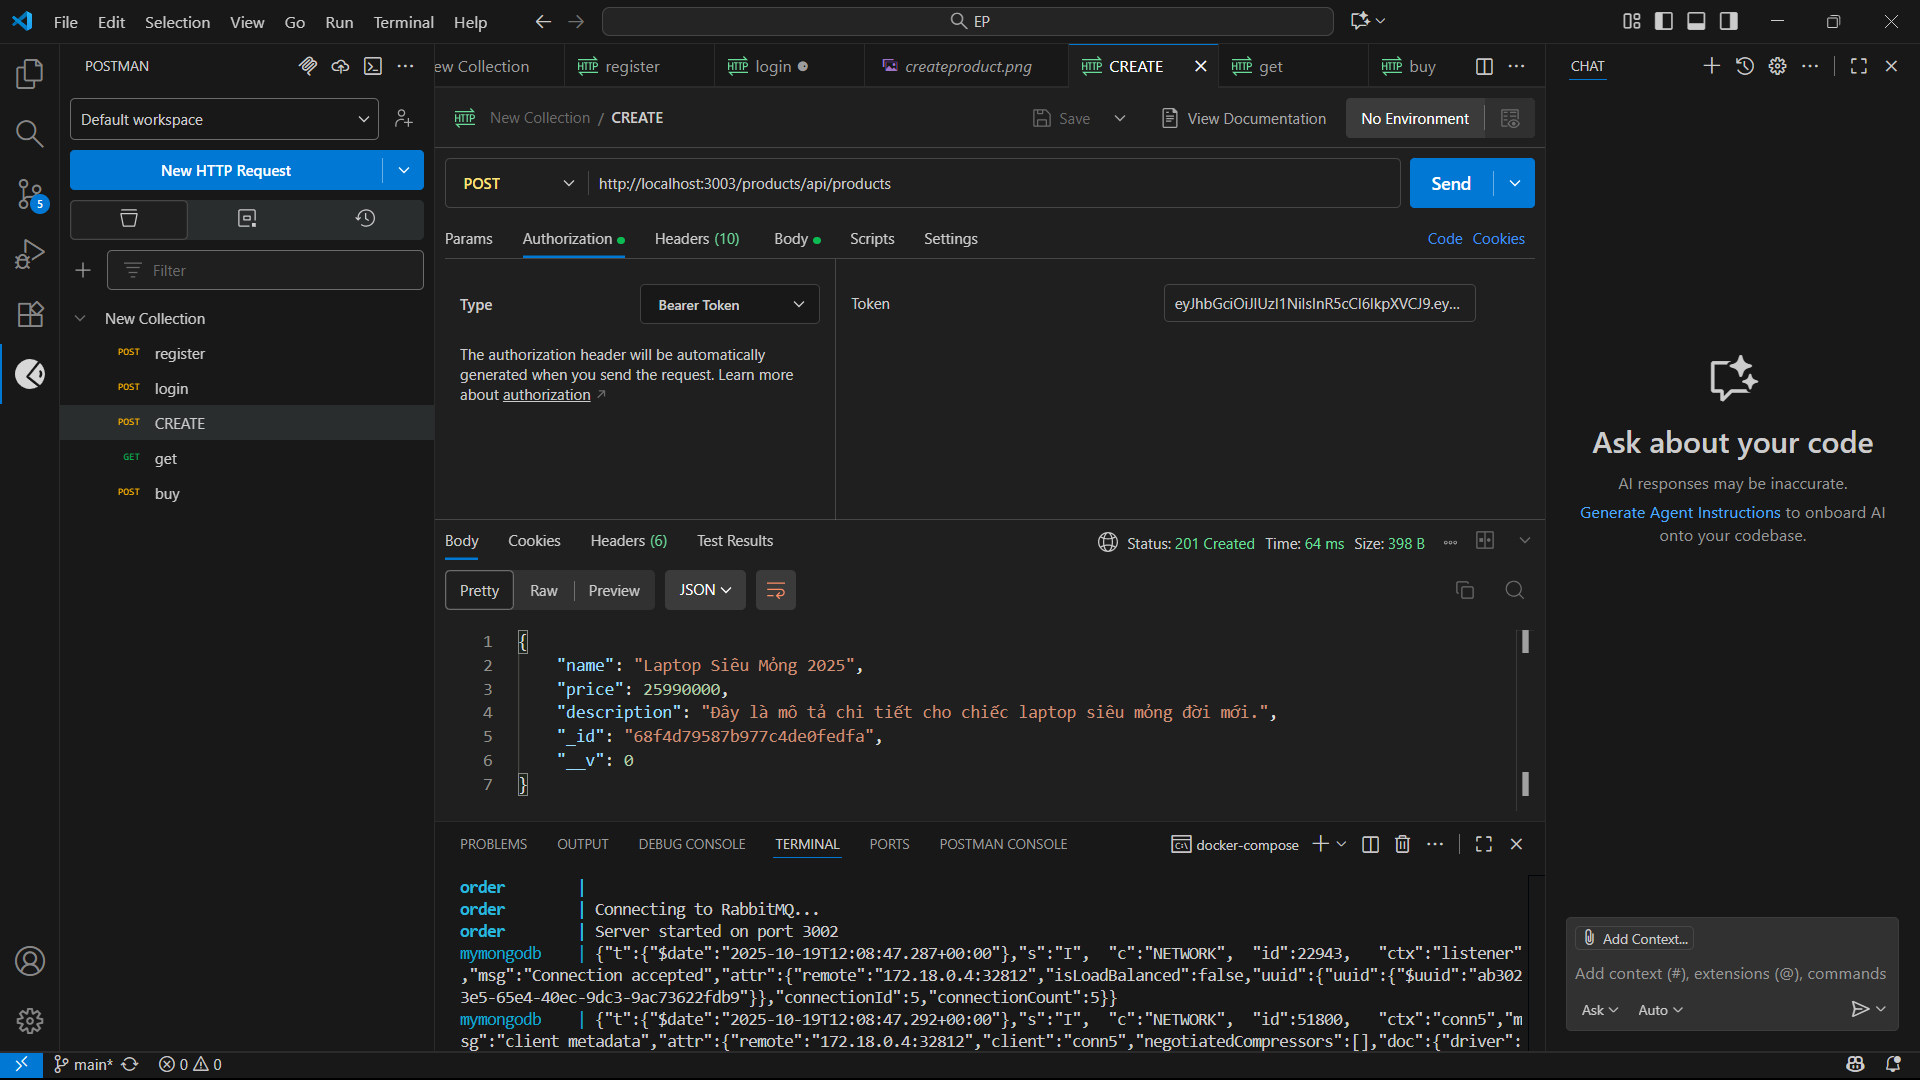 File Edit Selection View Go Run Terminal Help
EP
POSTMAN
Default workspace
New HTTP Request
Filter
New Collection
POST register
POST login
POST CREATE
GET get
POST buy
5
ew Collection
HTTP register
HTTP login
createproduct.png
HTTP CREATE
HTTP get
HTTP buy
HTTP New Collection / CREATE
Save
View Documentation
No Environment
POST
http://localhost:3003/products/api/products
Send
Params Authorization Headers (10) Body Scripts Settings
Code Cookies
Type
Bearer Token
The authorization header will be automatically
generated when you send the request. Learn more
about authorization
Token
Body Cookies Headers (6) Test Results
Status: 201 Created Time: 64 ms Size: 398 B
Pretty Raw Preview JSON
1 {
2 "name": "Laptop Siêu Mỏng 2025",
3 "price": 25990000,
4 "description": "Đây là mô tả chi tiết cho chiếc laptop siêu mỏng đời mới.",
5 "_id": "68f4d79587b977c4de0fedfa",
6 "__v": 0
7 }
PROBLEMS OUTPUT DEBUG CONSOLE TERMINAL PORTS POSTMAN CONSOLE
docker-compose
order |
order | Connecting to RabbitMQ...
order | Server started on port 3002
mymongodb | {"t":{"$date":"2025-10-19T12:08:47.287+00:00"},"s":"I", "c":"NETWORK", "id":22943, "ctx":"listener"
,"msg":"Connection accepted","attr":{"remote":"172.18.0.4:32812","isLoadBalanced":false,"uuid":{"uuid":{"$uuid":"ab302
3e5-65e4-40ec-9dc3-9ac73622fdb9"}},"connectionId":5,"connectionCount":5}}
mymongodb | {"t":{"$date":"2025-10-19T12:08:47.292+00:00"},"s":"I", "c":"NETWORK", "id":51800, "ctx":"conn5","m
sg":"client metadata","attr":{"remote":"172.18.0.4:32812","client":"conn5","negotiatedCompressors":[],"doc":{"driver":
CHAT
Ask about your code
AI responses may be inaccurate.
Generate Agent Instructions to onboard AI
onto your codebase.
Add Context...
Add context (#), extensions (@), commands
Ask Auto
main* 0 0